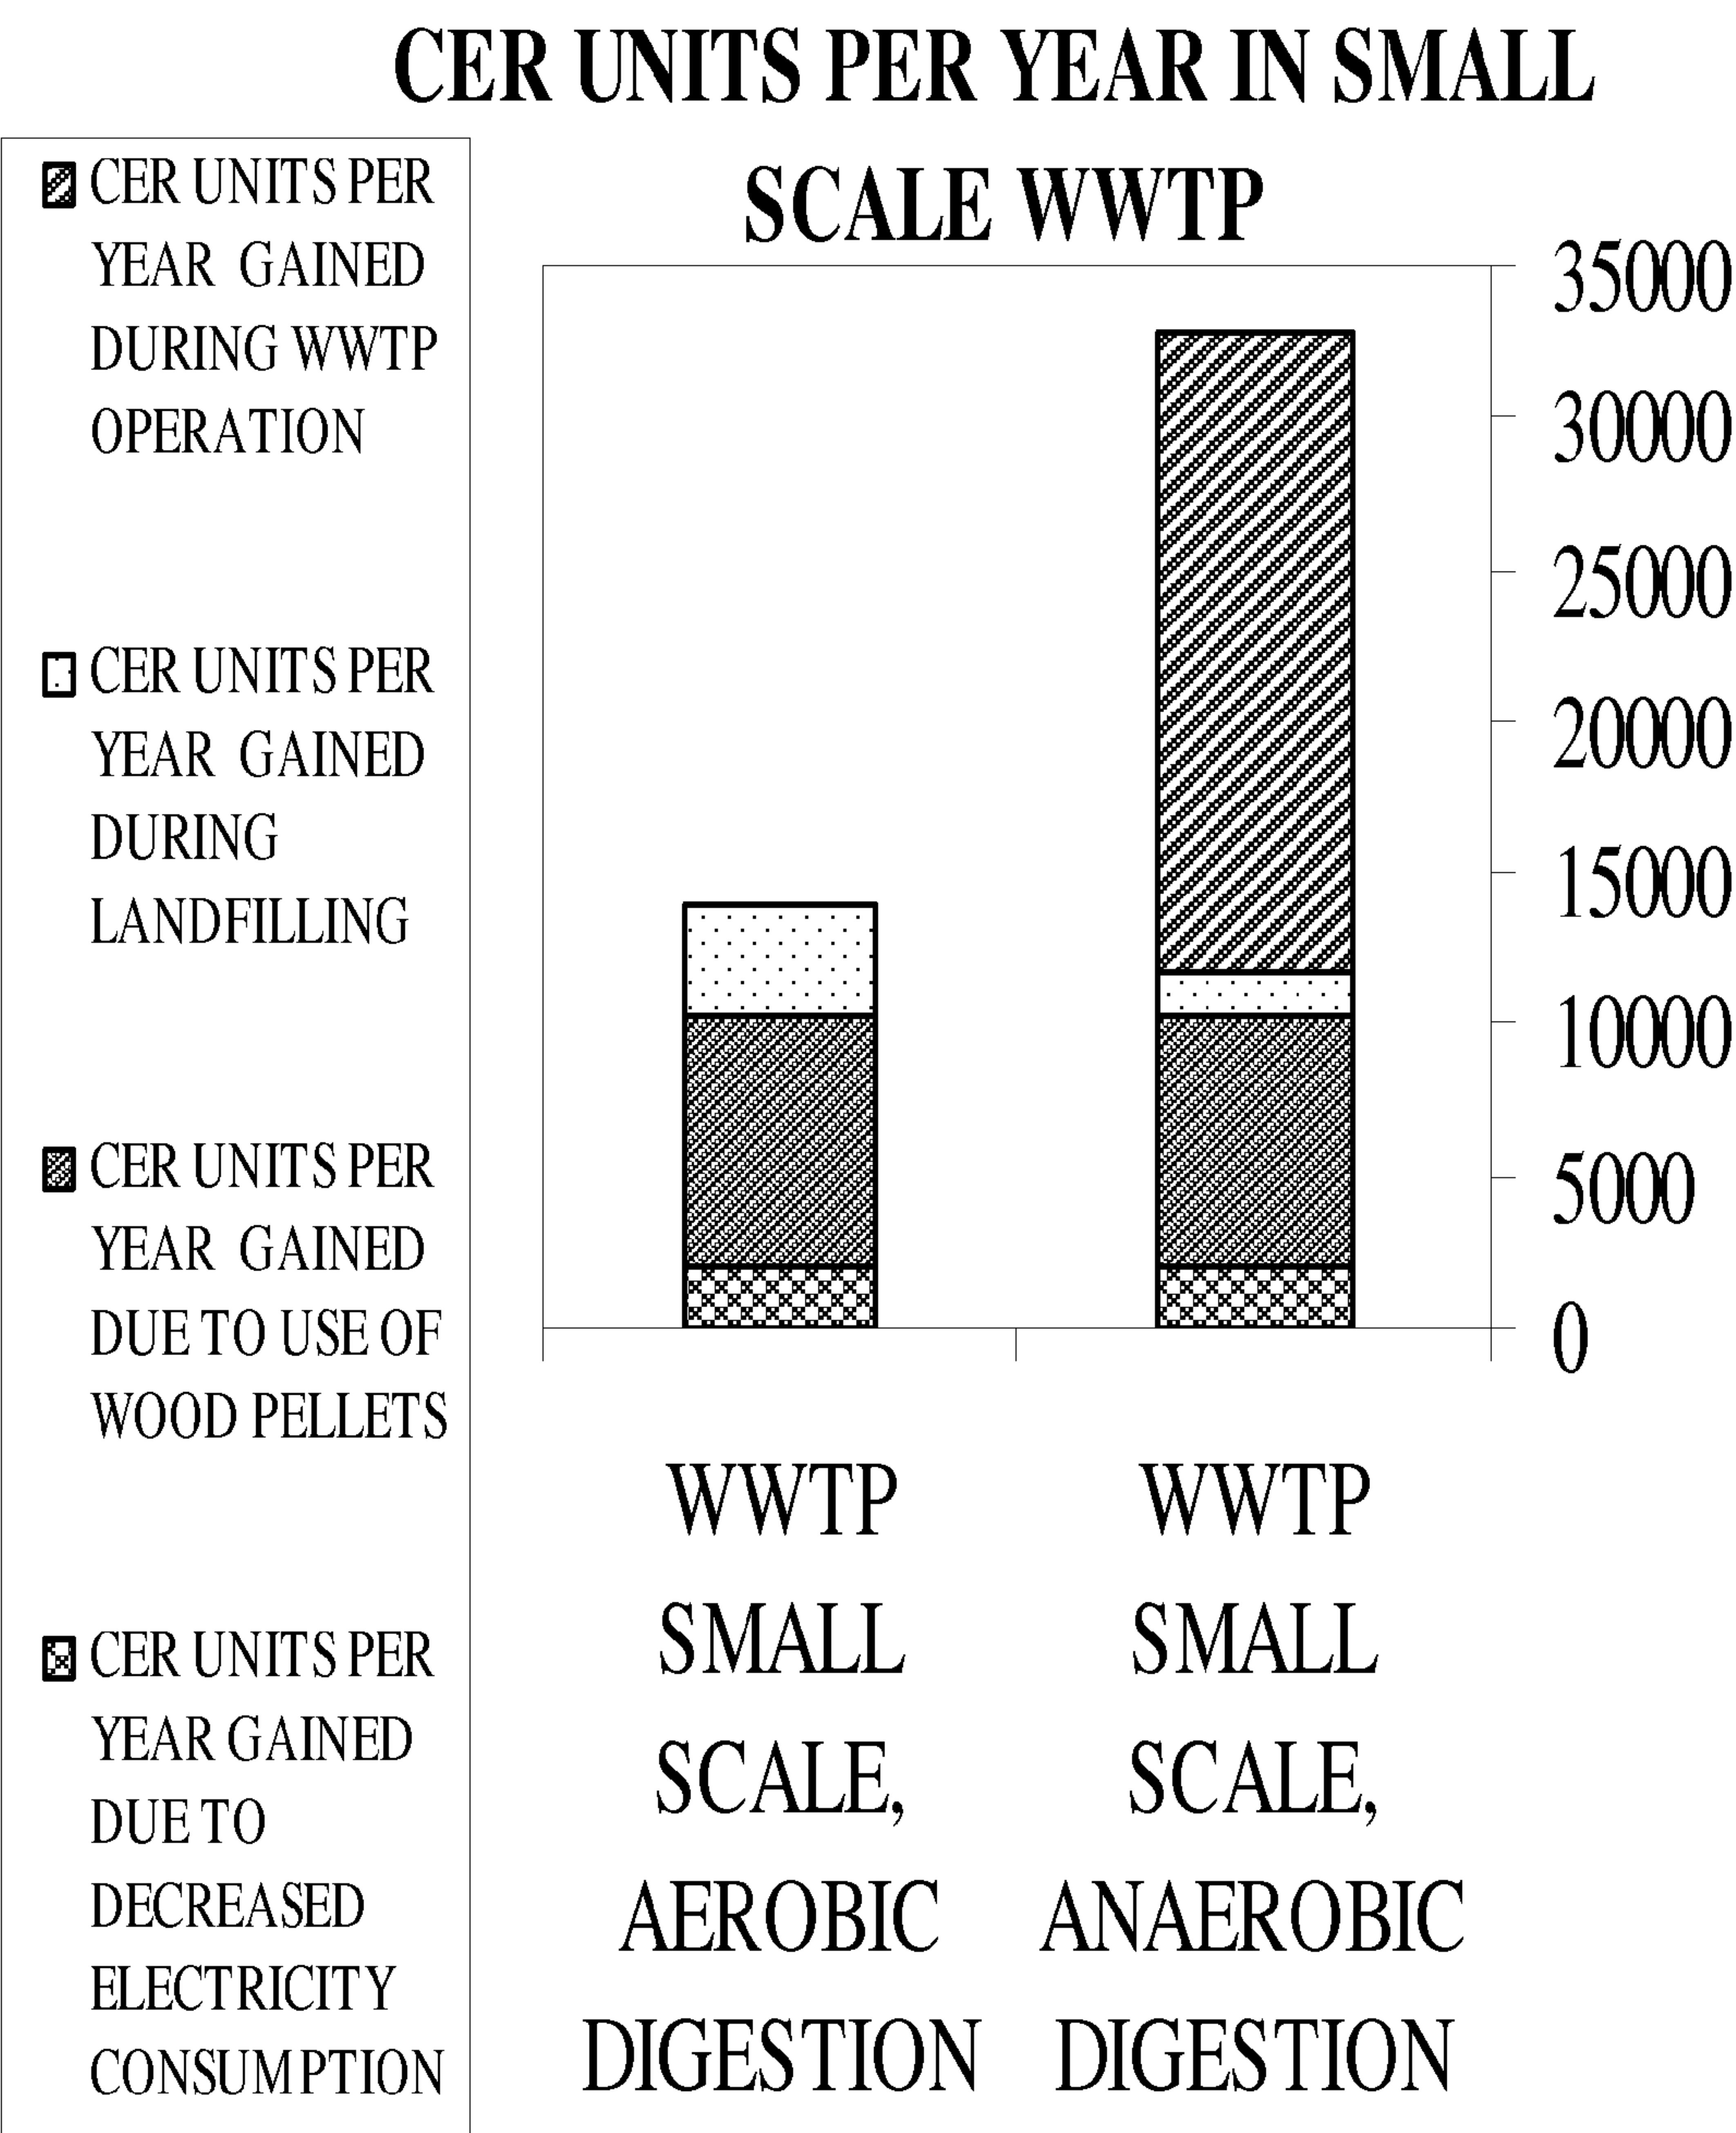 CER UNITS PER YEAR IN SMALL
SCALE WWTP
CER UNITS PER
YEAR GAINED
DURING WWTP
OPERATION
CER UNITS PER
YEAR GAINED
DURING
LANDFILLING
CER UNITS PER
YEAR GAINED
DUE TO USE OF
WOOD PELLETS
CER UNITS PER
YEAR GAINED
DUE TO
DECREASED
ELECTRICITY
CONSUMPTION
35000
30000
25000
20000
15000
10000
5000
0
WWTP
SMALL
SCALE,
AEROBIC
DIGESTION
WWTP
SMALL
SCALE,
ANAEROBIC
DIGESTION